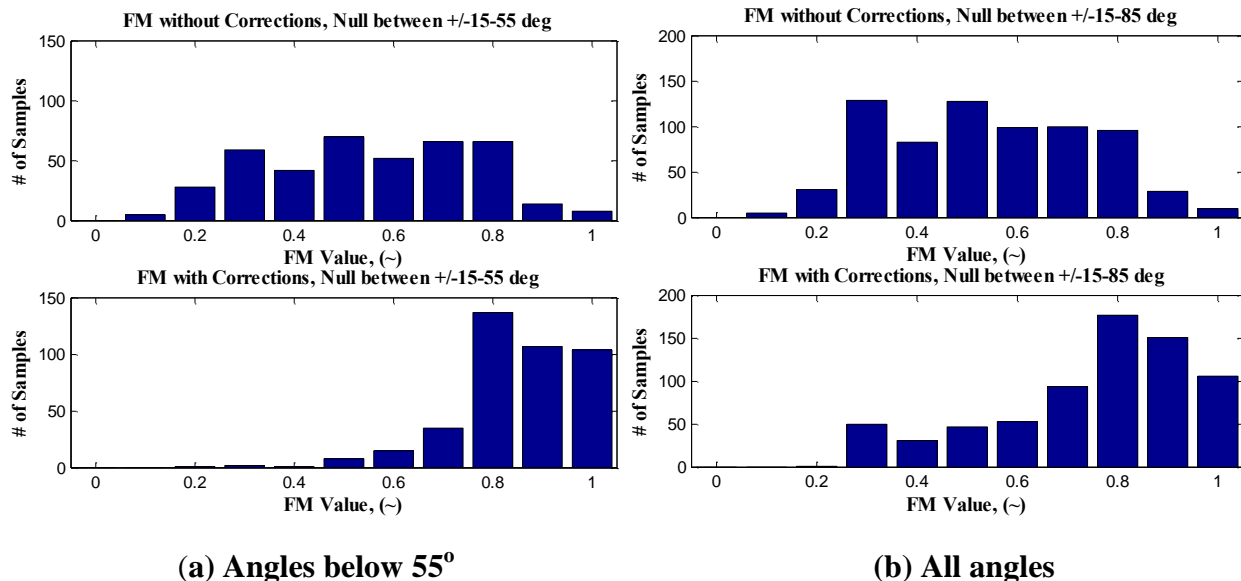 FM without Corrections, Null between +/-15-55 deg
150
100
50
0
# of Samples
0 0.2 0.4 0.6 0.8 1
FM Value, (~)
FM with Corrections, Null between +/-15-55 deg
150
100
50
0
# of Samples
0 0.2 0.4 0.6 0.8 1
FM Value, (~)
(a) Angles below 55º
FM without Corrections, Null between +/-15-85 deg
200
150
100
50
0
# of Samples
0 0.2 0.4 0.6 0.8 1
FM Value, (~)
FM with Corrections, Null between +/-15-85 deg
200
150
100
50
0
# of Samples
0 0.2 0.4 0.6 0.8 1
FM Value, (~)
(b) All angles